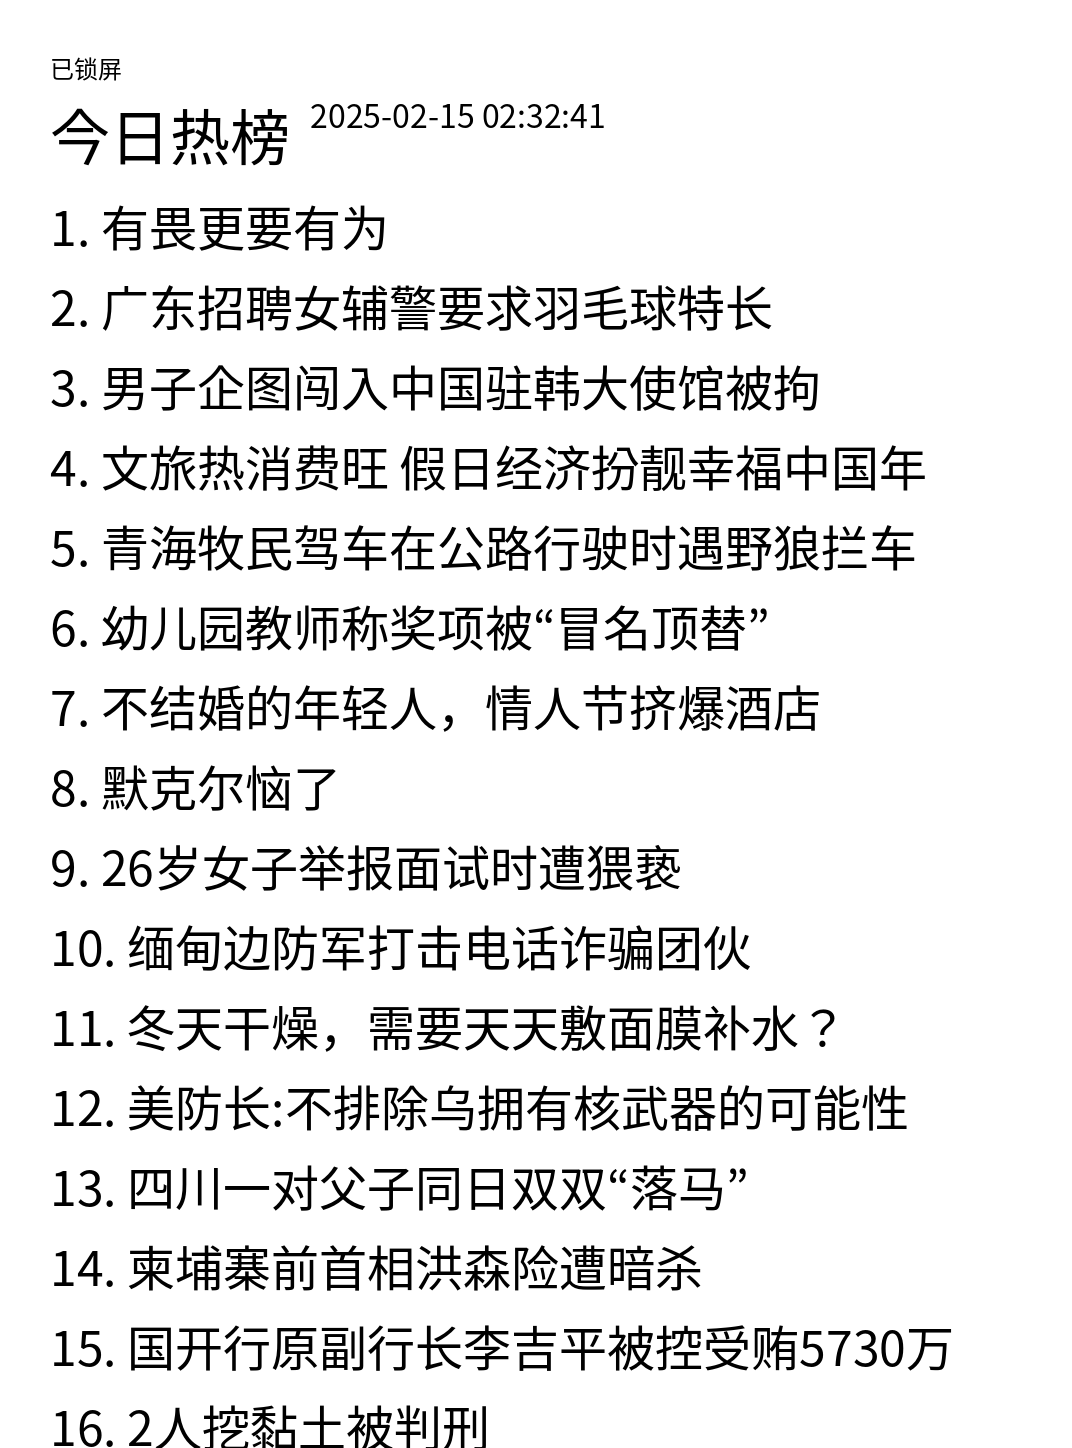 已锁屏
今日热榜 2025-02-15 02:32:41
1. 有畏更要有为
2. 广东招聘女辅警要求羽毛球特长
3. 男子企图闯入中国驻韩大使馆被拘
4. 文旅热消费旺 假日经济扮靓幸福中国年
5. 青海牧民驾车在公路行驶时遇野狼拦车
6. 幼儿园教师称奖项被“冒名顶替”
7. 不结婚的年轻人，情人节挤爆酒店
8. 默克尔恼了
9. 26岁女子举报面试时遭猥亵
10. 缅甸边防军打击电话诈骗团伙
11. 冬天干燥，需要天天敷面膜补水？
12. 美防长:不排除乌拥有核武器的可能性
13. 四川一对父子同日双双“落马”
14. 柬埔寨前首相洪森险遭暗杀
15. 国开行原副行长李吉平被控受贿5730万
16. 2人挖黏土被判刑